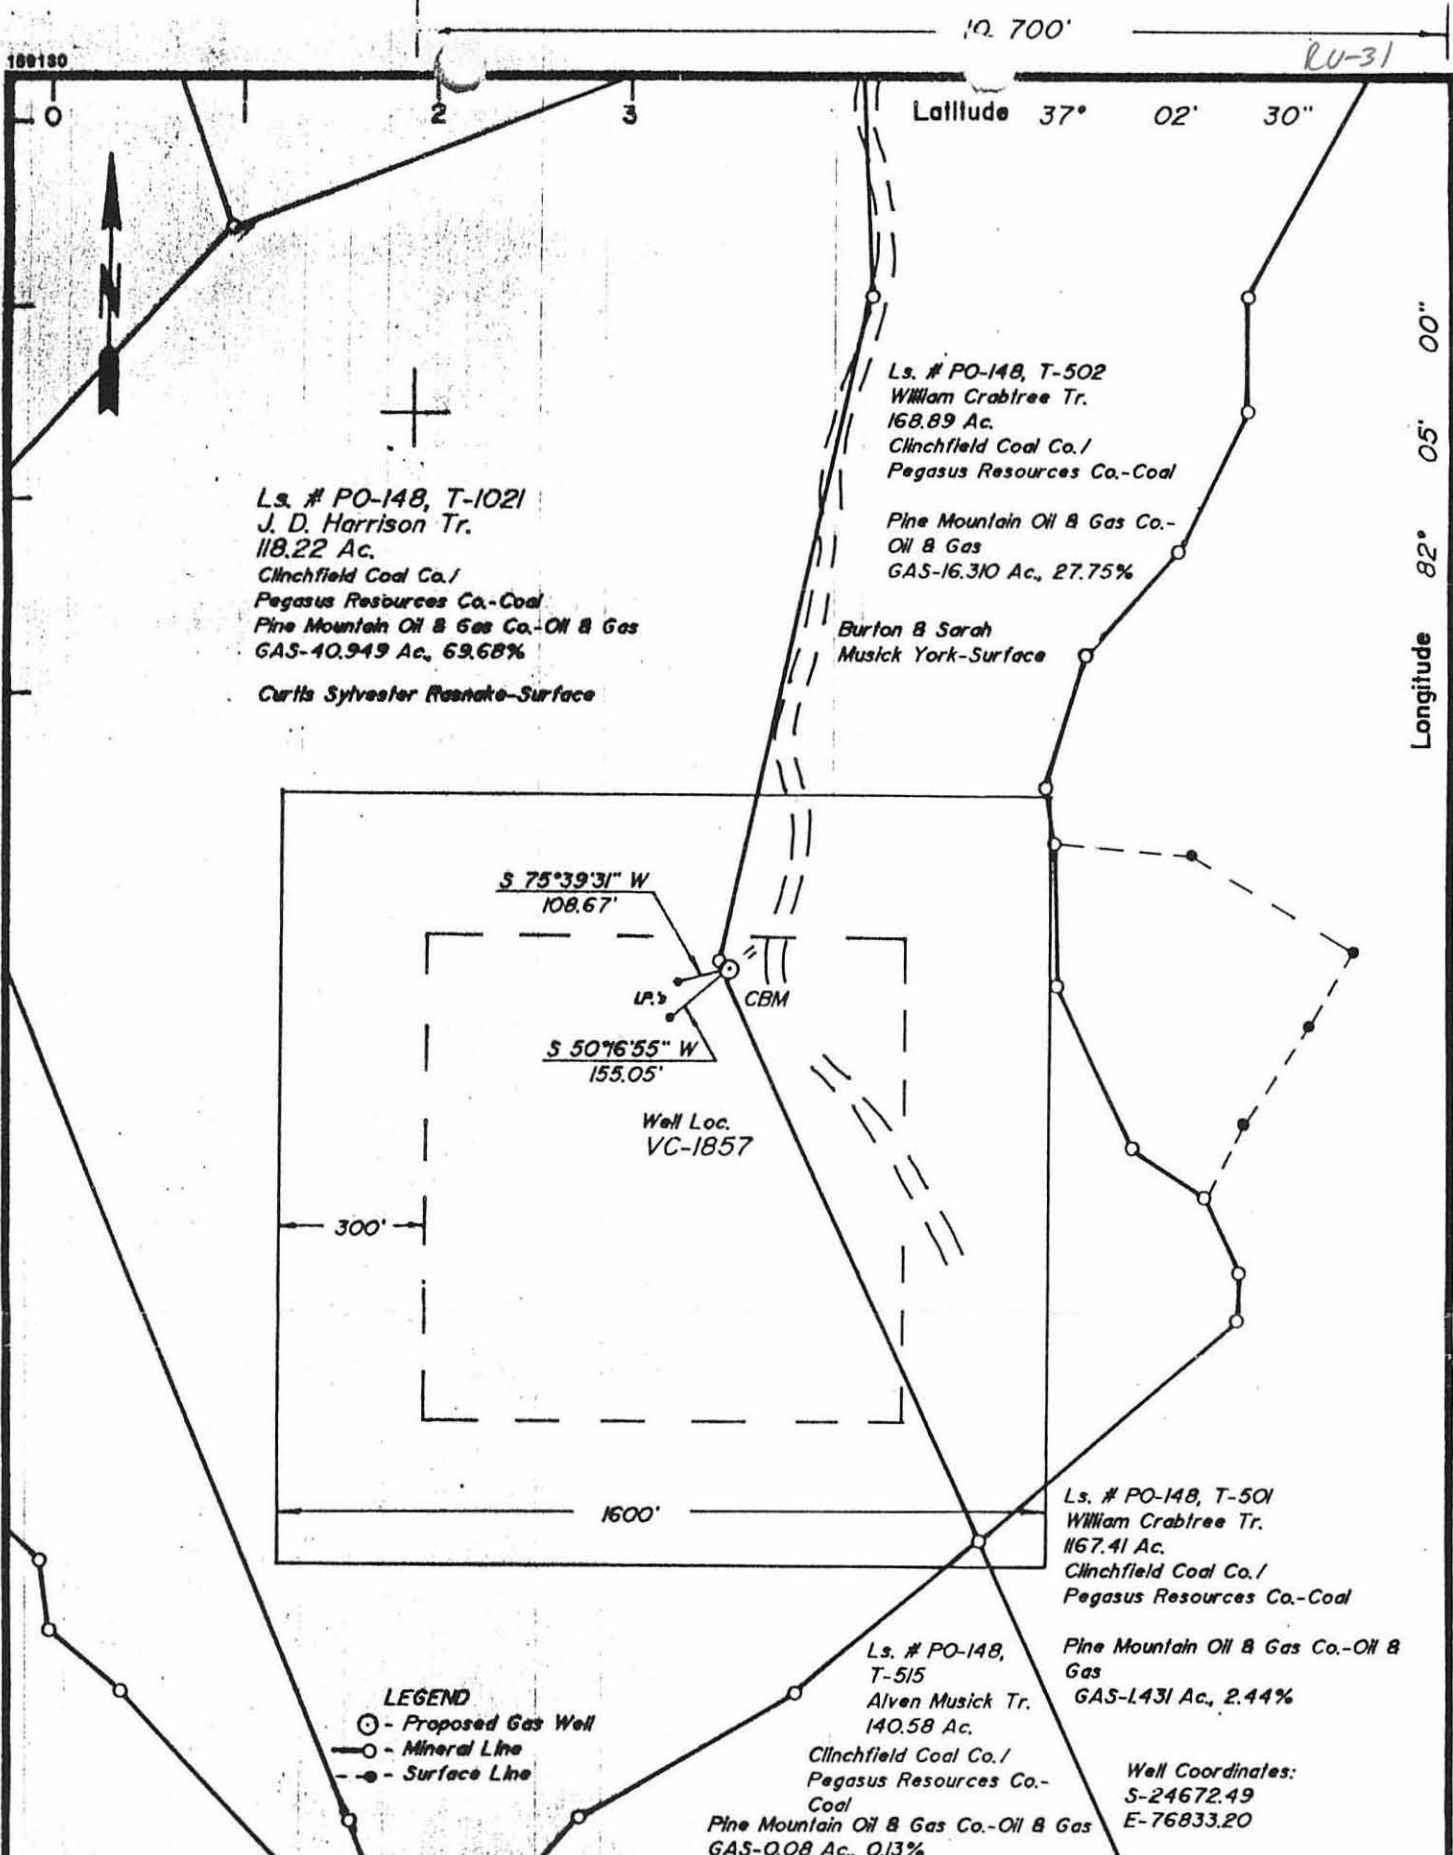 10,700'
RU-31
0
2
3
Latitude 37° 02' 30"
Longitude 82° 05' 00"
N
Ls. # PO-148, T-502
William Crabtree Tr.
168.89 Ac.
Clinchfield Coal Co./
Pegasus Resources Co.-Coal
Pine Mountain Oil & Gas Co.-
Oil & Gas
GAS-16.310 Ac., 27.75%
Burton & Sarah
Musick York-Surface
Ls. # PO-148, T-1021
J. D. Harrison Tr.
118.22 Ac.
Clinchfield Coal Co./
Pegasus Resources Co.-Coal
Pine Mountain Oil & Gas Co.-Oil & Gas
GAS-40.949 Ac., 69.68%
Curtis Sylvester Rasnake-Surface
S 75°39'31" W
108.67'
I.P.'s
CBM
S 50°16'55" W
155.05'
Well Loc.
VC-1857
300'
1600'
Ls. # PO-148, T-501
William Crabtree Tr.
1167.41 Ac.
Clinchfield Coal Co./
Pegasus Resources Co.-Coal
Pine Mountain Oil & Gas Co.-Oil &
Gas
GAS-1.431 Ac., 2.44%
Ls. # PO-148,
T-515
Alven Musick Tr.
140.58 Ac.
Clinchfield Coal Co./
Pegasus Resources Co.-
Coal
Pine Mountain Oil & Gas Co.-Oil & Gas
GAS-0.08 Ac., 0.13%
Well Coordinates:
S-24672.49
E-76833.20
LEGEND
- Proposed Gas Well
- Mineral Line
- Surface Line